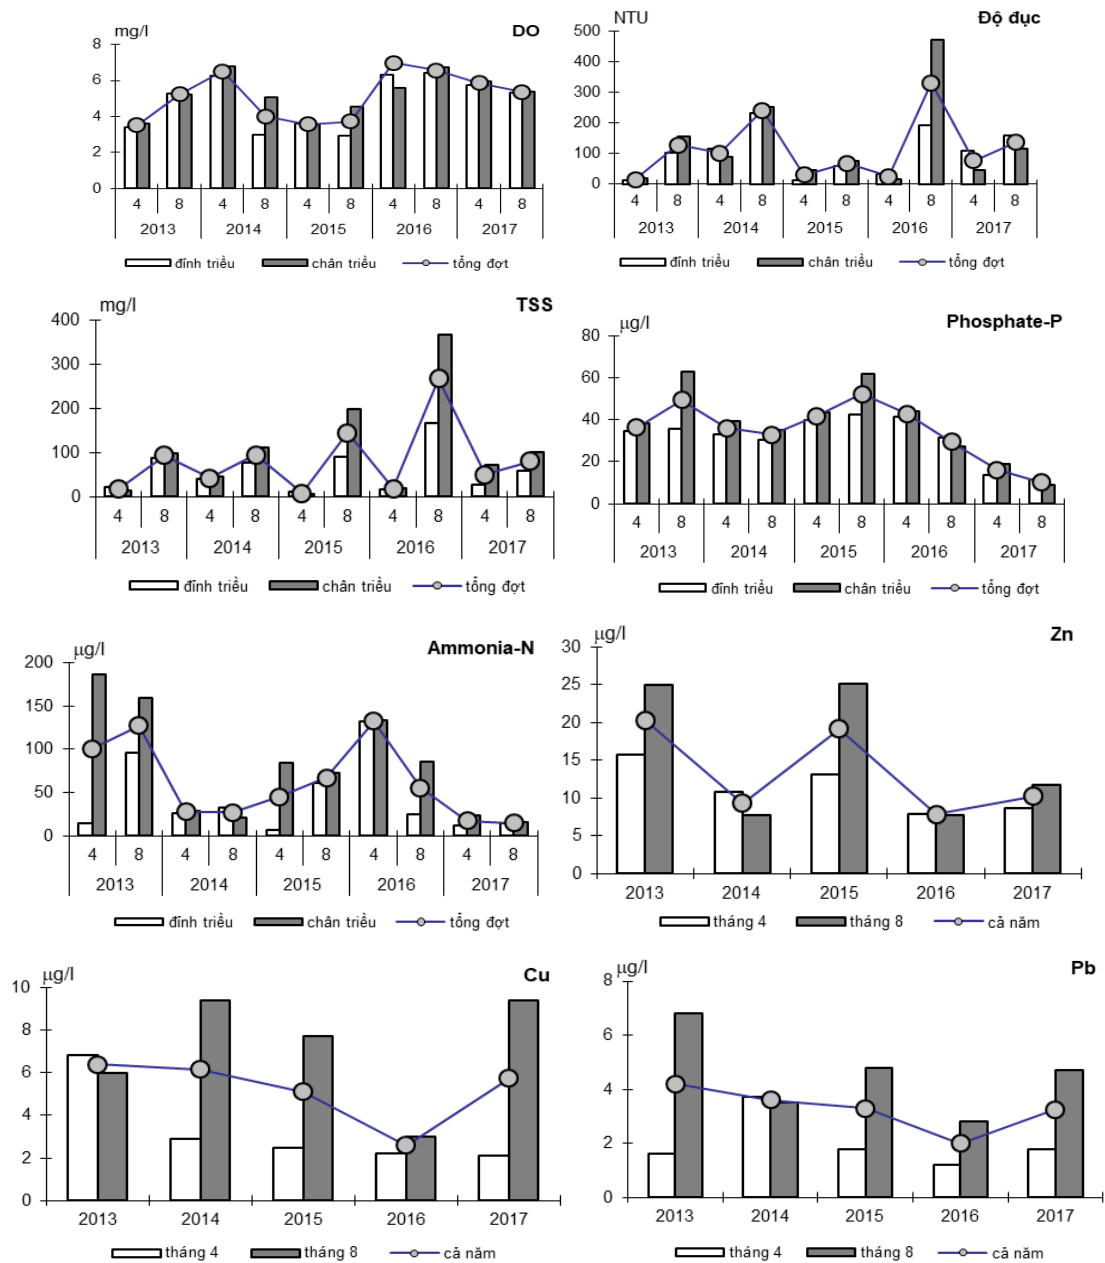 mg/l
DO
8
6
4
2
0
4 8 4 8 4 8 4 8 4 8
2013 2014 2015 2016 2017
đỉnh triều chân triều tổng đợt
NTU
Độ đục
500
400
300
200
100
0
4 8 4 8 4 8 4 8 4 8
2013 2014 2015 2016 2017
đỉnh triều chân triều tổng đợt
mg/l
TSS
400
300
200
100
0
4 8 4 8 4 8 4 8 4 8
2013 2014 2015 2016 2017
đỉnh triều chân triều tổng đợt
µg/l
Phosphate-P
80
60
40
20
0
4 8 4 8 4 8 4 8 4 8
2013 2014 2015 2016 2017
đỉnh triều chân triều tổng đợt
µg/l
Ammonia-N
200
150
100
50
0
4 8 4 8 4 8 4 8 4 8
2013 2014 2015 2016 2017
đỉnh triều chân triều tổng đợt
µg/l
Zn
30
25
20
15
10
5
0
2013 2014 2015 2016 2017
tháng 4 tháng 8 cả năm
µg/l
Cu
10
8
6
4
2
0
2013 2014 2015 2016 2017
tháng 4 tháng 8 cả năm
µg/l
Pb
8
6
4
2
0
2013 2014 2015 2016 2017
tháng 4 tháng 8 cả năm